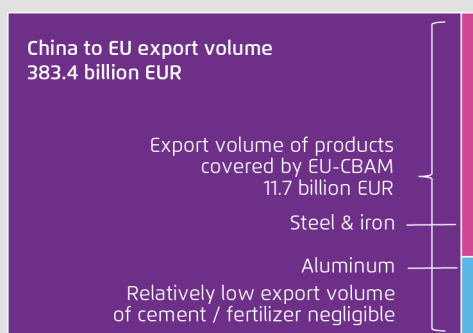 China to EU export volume
383.4 billion EUR
Export volume of products
covered by EU-CBAM
11.7 billion EUR
Steel & iron
Aluminum
Relatively low export volume
of cement / fertilizer negligible